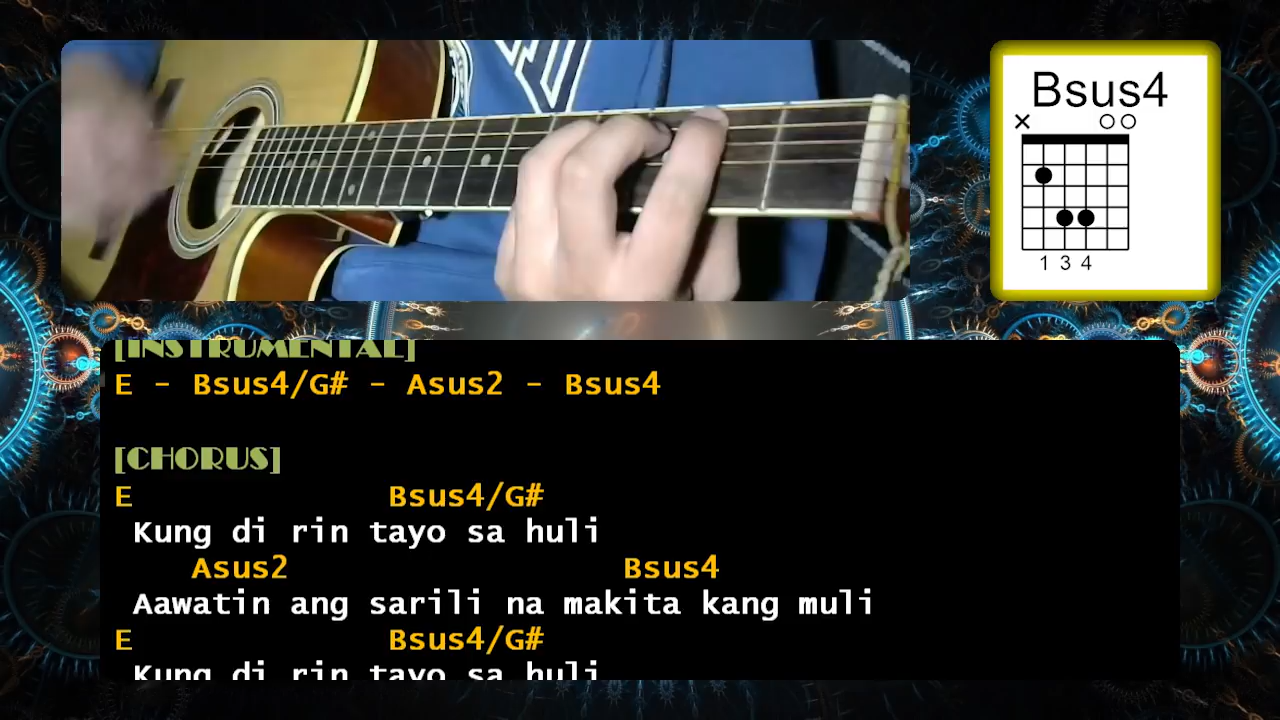 Bsus4
× ○ ○
1 3 4
[INSTRUMENTAL]
E - Bsus4/G# - Asus2 - Bsus4
[CHORUS]
E Bsus4/G#
Kung di rin tayo sa huli
Asus2 Bsus4
Aawatin ang sarili na makita kang muli
E Bsus4/G#
Kung di rin tayo sa huli